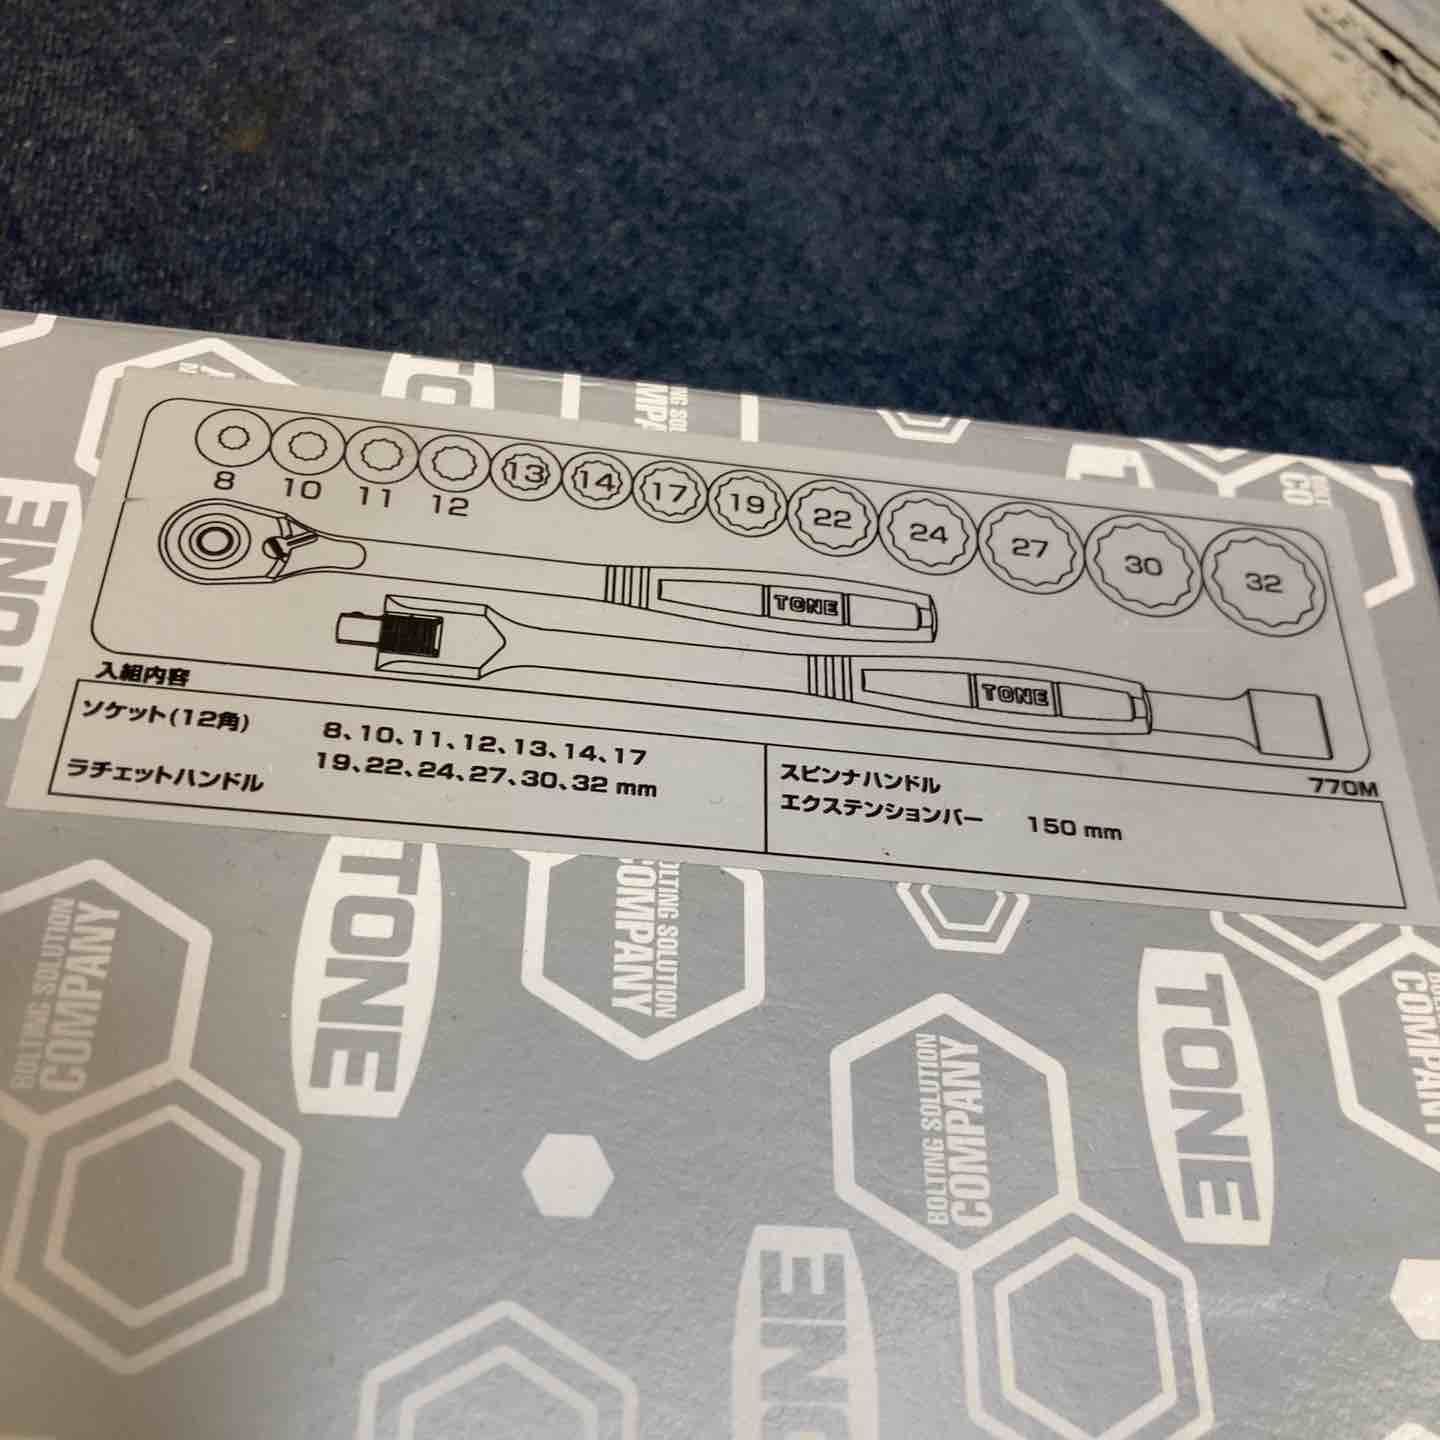 8 10 11 12 13 14 17 19 22 24 27 30 32
TONE
TONE
入組内容
770M
ソケット(12角) 8、10、11、12、13、14、17
19、22、24、27、30、32 mm
ラチェットハンドル
スピンナハンドル
エクステンションバー 150 mm
TONE
BOLTING SOLUTION
COMPANY
BOLTING SOLUTION
COMPANY
TONE
BOLTING SOLUTION
COMPANY
TONE